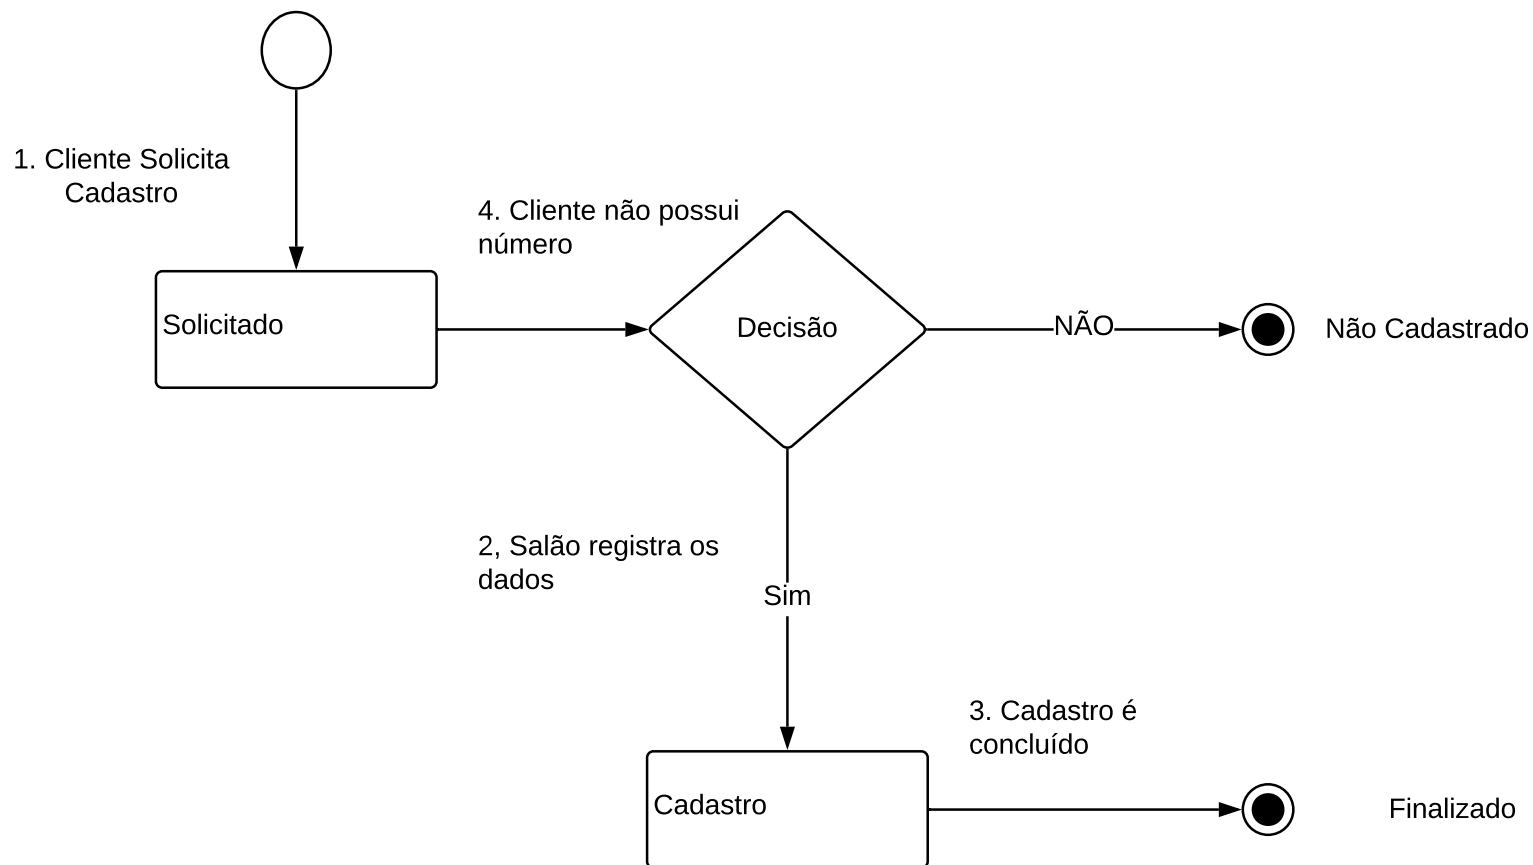 1. Cliente Solicita
Cadastro
4. Cliente não possui
número
Solicitado
Decisão
NÃO
Não Cadastrado
2, Salão registra os
dados
Sim
3. Cadastro é
concluído
Cadastro
Finalizado